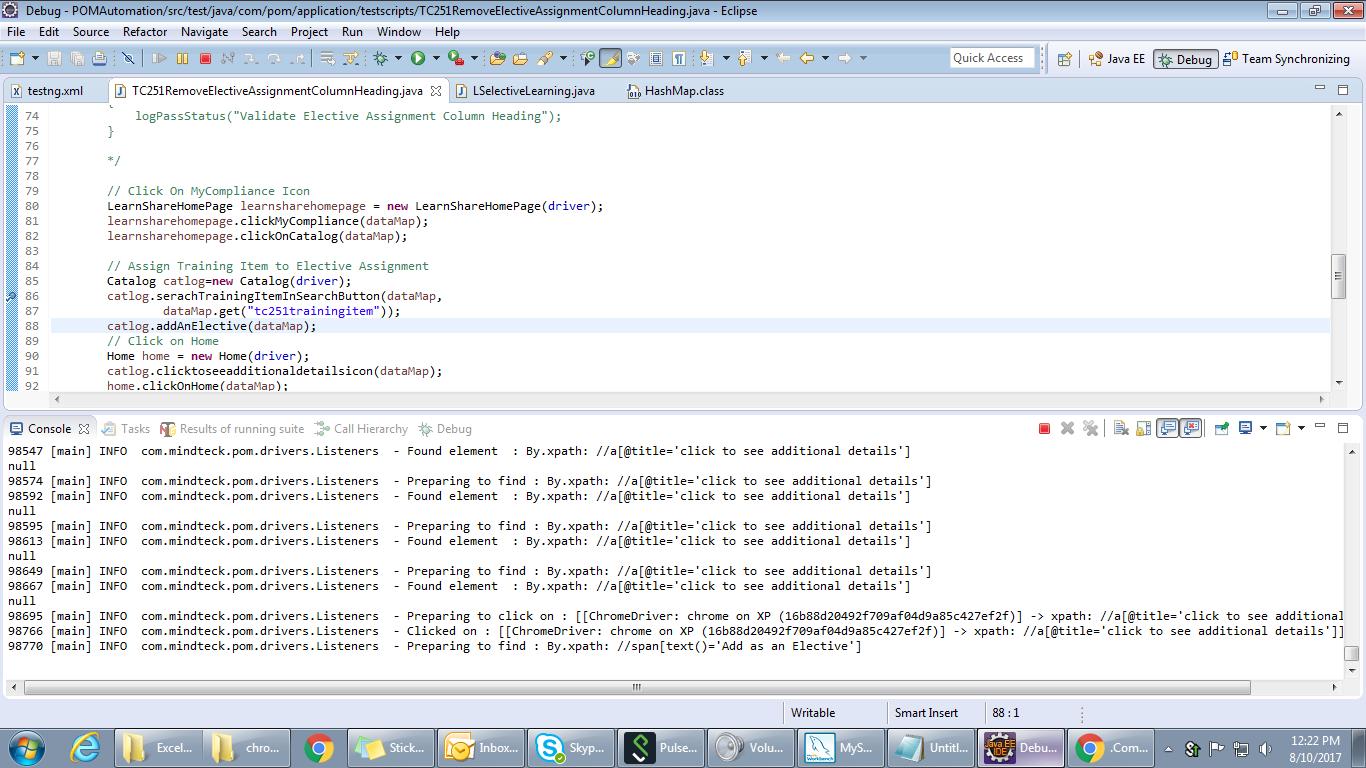 Debug - POMAutomation/src/test/java/com/pom/application/testscripts/TC251RemoveElectiveAssignmentColumnHeading.java - Eclipse
File Edit Source Refactor Navigate Search Project Run Window Help
Quick Access Java EE Debug Team Synchronizing
testng.xml TC251RemoveElectiveAssignmentColumnHeading.java LSelectiveLearning.java HashMap.class
{
74 logPassStatus("Validate Elective Assignment Column Heading");
75 }
76
77 */
78
79 // Click On MyCompliance Icon
80 LearnShareHomePage learnsharehomepage = new LearnShareHomePage(driver);
81 learnsharehomepage.clickMyCompliance(dataMap);
82 learnsharehomepage.clickOnCatalog(dataMap);
83
84 // Assign Training Item to Elective Assignment
85 Catalog catlog=new Catalog(driver);
86 catlog.serachTrainingItemInSearchButton(dataMap,
87 dataMap.get("tc251trainingitem"));
88 catlog.addAnElective(dataMap);
89 // Click on Home
90 Home home = new Home(driver);
91 catlog.clicktoseeadditionaldetailsicon(dataMap);
92 home.clickOnHome(dataMap);
Console Tasks Results of running suite Call Hierarchy Debug
98547 [main] INFO com.mindteck.pom.drivers.Listeners - Found element : By.xpath: //a[@title='click to see additional details']
null
98574 [main] INFO com.mindteck.pom.drivers.Listeners - Preparing to find : By.xpath: //a[@title='click to see additional details']
98592 [main] INFO com.mindteck.pom.drivers.Listeners - Found element : By.xpath: //a[@title='click to see additional details']
null
98595 [main] INFO com.mindteck.pom.drivers.Listeners - Preparing to find : By.xpath: //a[@title='click to see additional details']
98613 [main] INFO com.mindteck.pom.drivers.Listeners - Found element : By.xpath: //a[@title='click to see additional details']
null
98649 [main] INFO com.mindteck.pom.drivers.Listeners - Preparing to find : By.xpath: //a[@title='click to see additional details']
98667 [main] INFO com.mindteck.pom.drivers.Listeners - Found element : By.xpath: //a[@title='click to see additional details']
null
98695 [main] INFO com.mindteck.pom.drivers.Listeners - Preparing to click on : [[ChromeDriver: chrome on XP (16b88d20492f709af04d9a85c427ef2f)] -> xpath: //a[@title='click to see additional
98766 [main] INFO com.mindteck.pom.drivers.Listeners - Clicked on : [[ChromeDriver: chrome on XP (16b88d20492f709af04d9a85c427ef2f)] -> xpath: //a[@title='click to see additional details']]
98770 [main] INFO com.mindteck.pom.drivers.Listeners - Preparing to find : By.xpath: //span[text()='Add as an Elective']
Writable Smart Insert 88 : 1
Excel... chro... Stick... Inbox... Skyp... Pulse... Volu... MyS... Untitl... Debu... .Com... 12:22 PM
8/10/2017